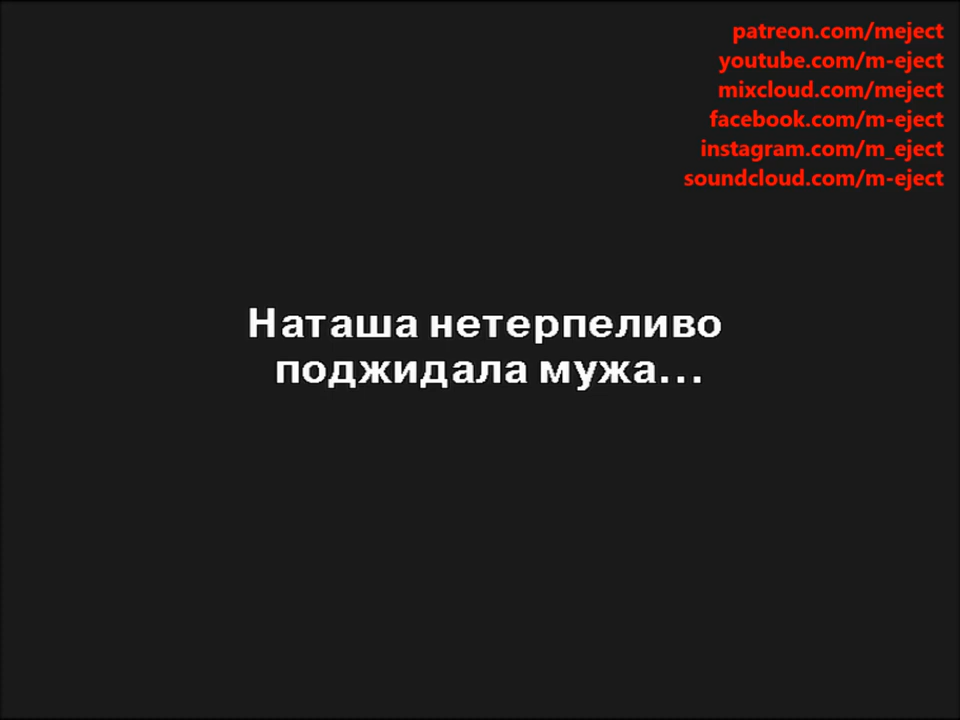 patreon.com/meject
youtube.com/m-eject
mixcloud.com/meject
facebook.com/m-eject
instagram.com/m_eject
soundcloud.com/m-eject
Наташа нетерпеливо
поджидала мужа...